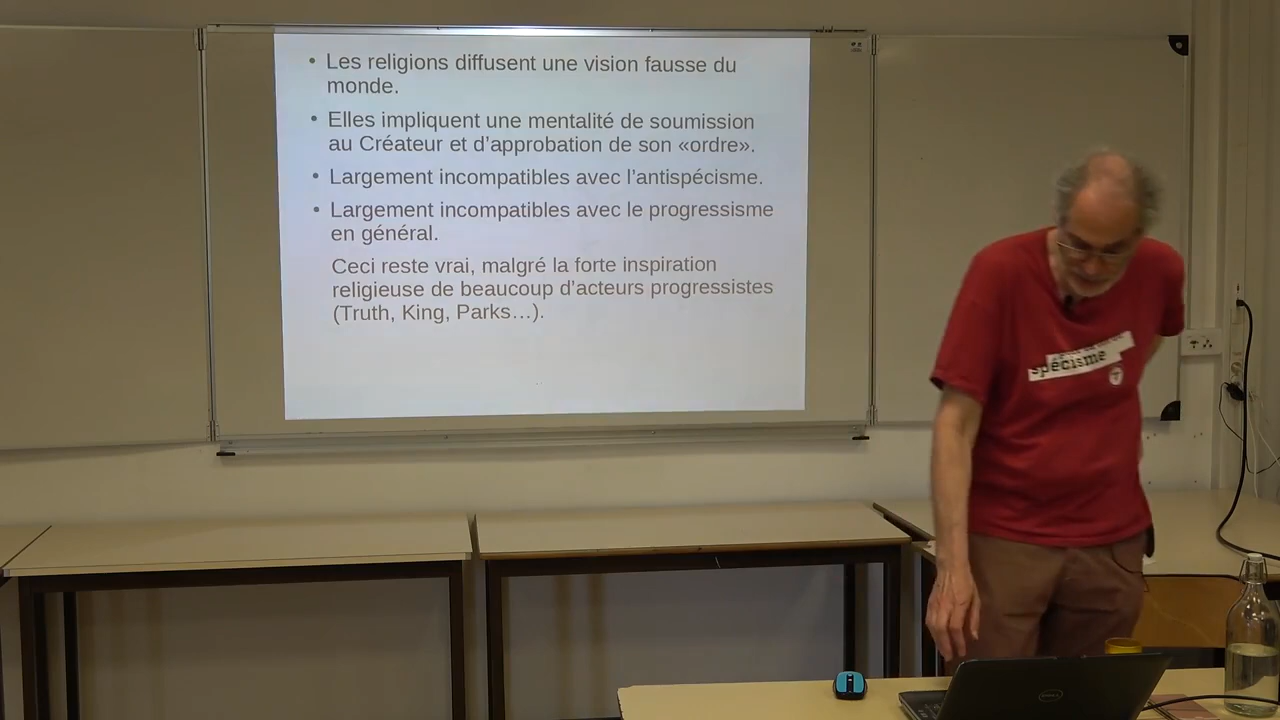 • Les religions diffusent une vision fausse du
monde.
• Elles impliquent une mentalité de soumission
au Créateur et d’approbation de son «ordre».
• Largement incompatibles avec l’antispécisme.
• Largement incompatibles avec le progressisme
en général.
Ceci reste vrai, malgré la forte inspiration
religieuse de beaucoup d’acteurs progressistes
(Truth, King, Parks…).
spécisme
DELL